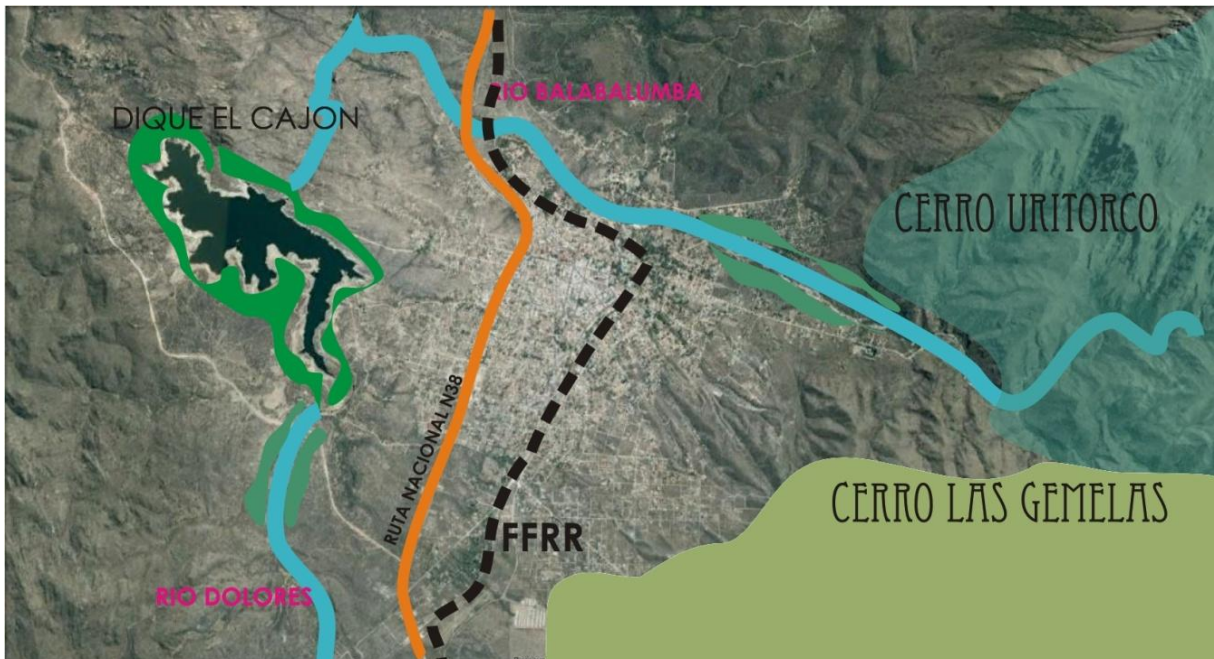 RIO BALABALUMBA
DIQUE EL CAJON
CERRO URITORCO
RUTA NACIONAL N38
CERRO LAS GEMELAS
FFRR
RIO DOLORES